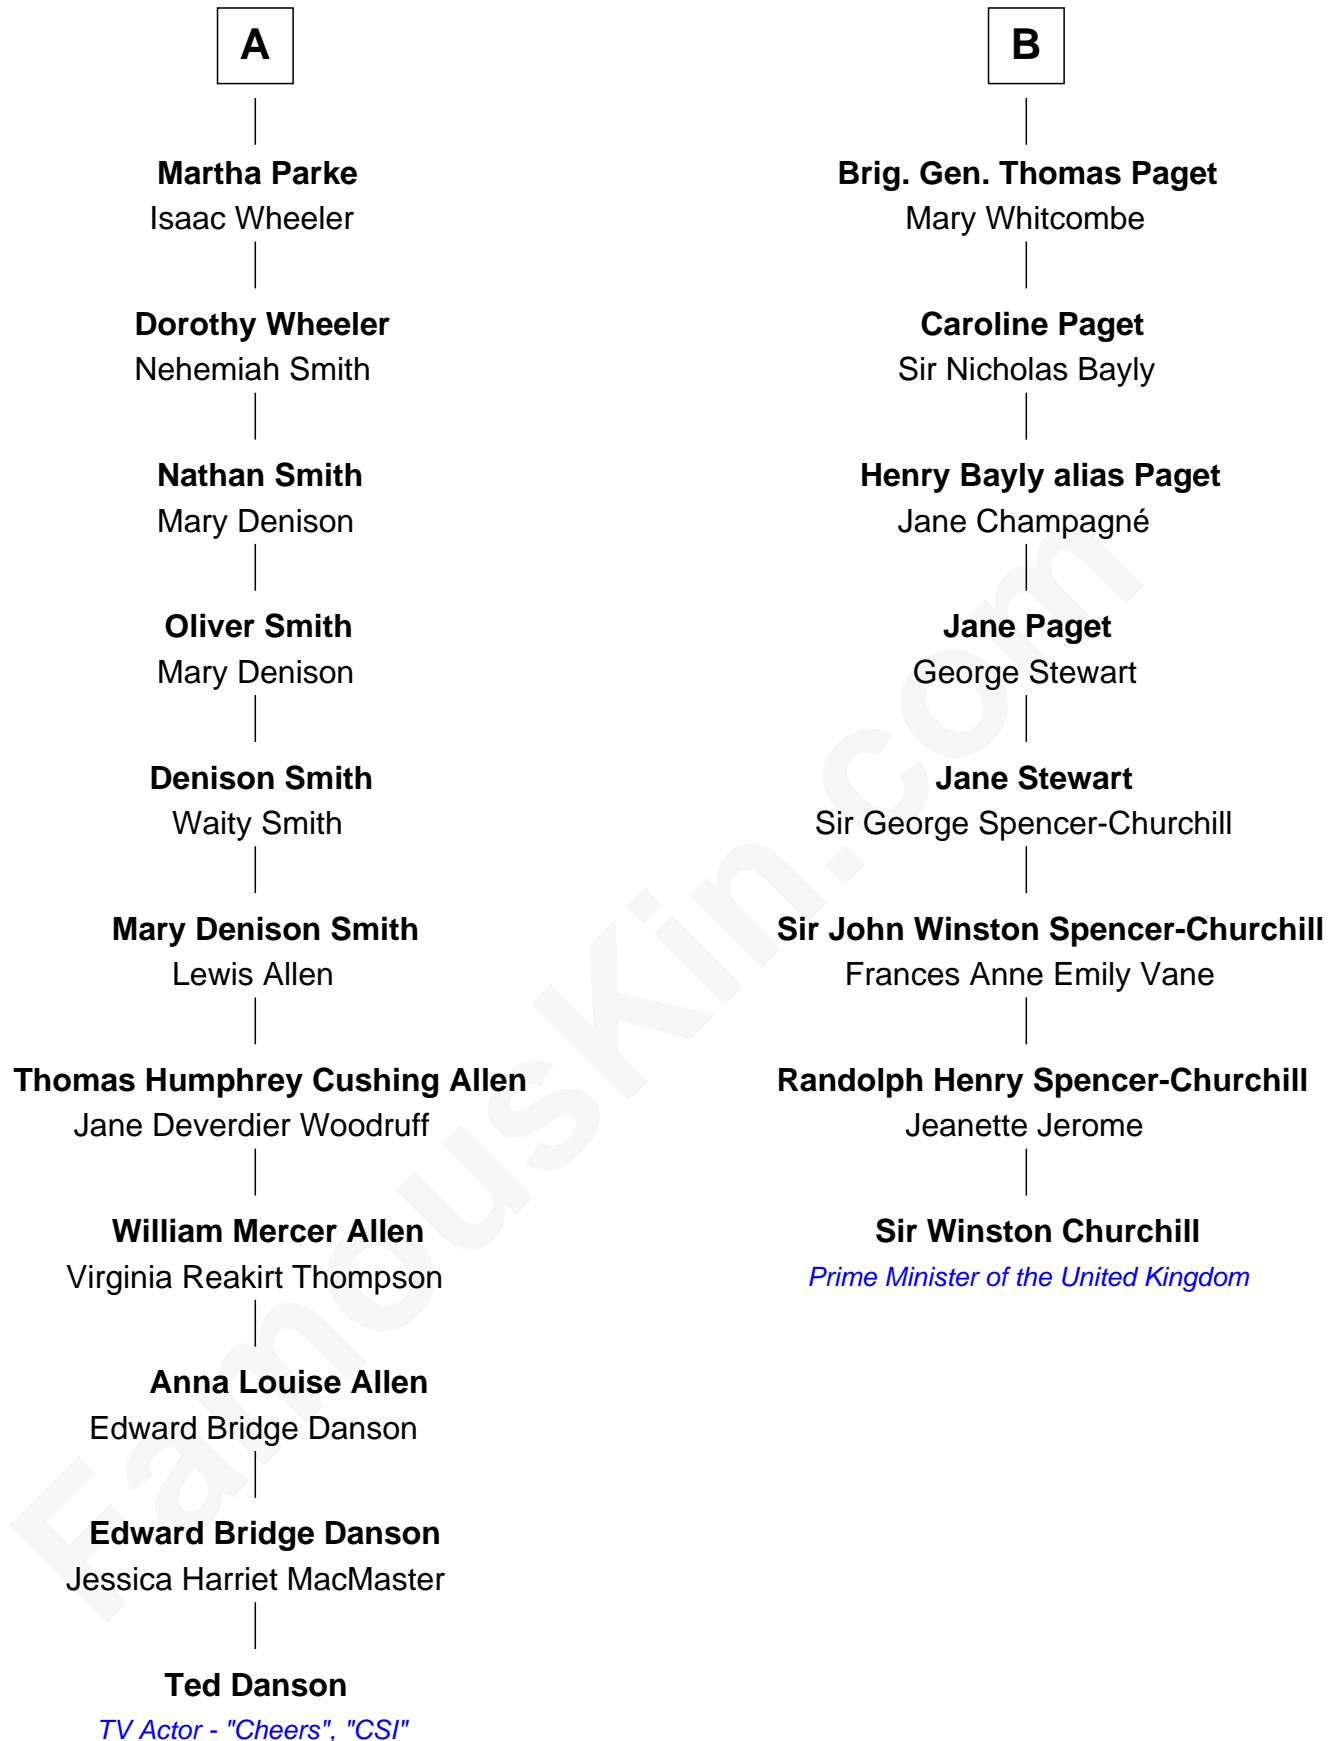 A
Martha Parke
Isaac Wheeler
Dorothy Wheeler
Nehemiah Smith
Nathan Smith
Mary Denison
Oliver Smith
Mary Denison
Denison Smith
Waity Smith
Mary Denison Smith
Lewis Allen
Thomas Humphrey Cushing Allen
Jane Deverdier Woodruff
William Mercer Allen
Virginia Reakirt Thompson
Anna Louise Allen
Edward Bridge Danson
Edward Bridge Danson
Jessica Harriet MacMaster
Ted Danson
TV Actor - "Cheers", "CSI"
B
Brig. Gen. Thomas Paget
Mary Whitcombe
Caroline Paget
Sir Nicholas Bayly
Henry Bayly alias Paget
Jane Champagné
Jane Paget
George Stewart
Jane Stewart
Sir George Spencer-Churchill
Sir John Winston Spencer-Churchill
Frances Anne Emily Vane
Randolph Henry Spencer-Churchill
Jeanette Jerome
Sir Winston Churchill
Prime Minister of the United Kingdom
FamousKin.com